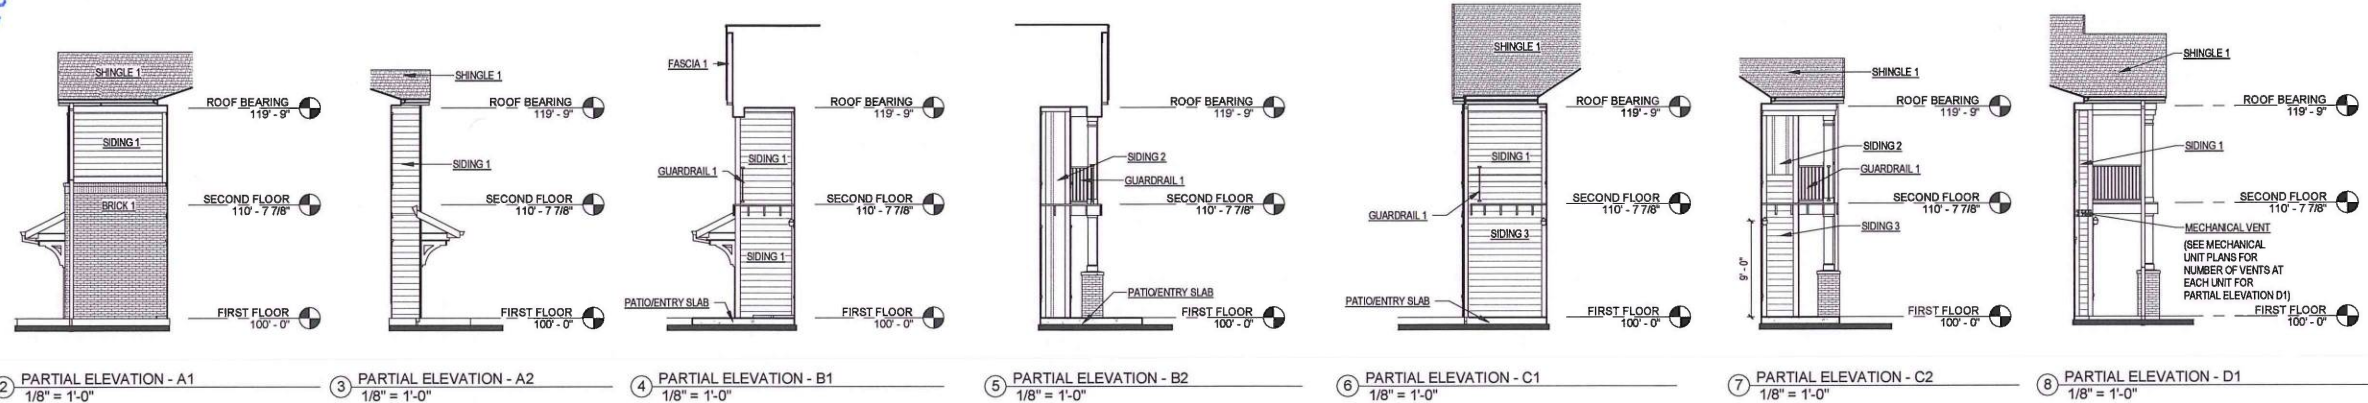 SHINGLE 1
ROOF BEARING
119' - 9"
SIDING 1
SECOND FLOOR
110' - 7 7/8"
BRICK 1
FIRST FLOOR
100' - 0"
2 PARTIAL ELEVATION - A1
1/8" = 1'-0"
SHINGLE 1
ROOF BEARING
119' - 9"
SIDING 1
SECOND FLOOR
110' - 7 7/8"
FIRST FLOOR
100' - 0"
3 PARTIAL ELEVATION - A2
1/8" = 1'-0"
FASCIA 1
ROOF BEARING
119' - 9"
SIDING 1
GUARDRAIL 1
SECOND FLOOR
110' - 7 7/8"
SIDING 1
PATIO/ENTRY SLAB
FIRST FLOOR
100' - 0"
4 PARTIAL ELEVATION - B1
1/8" = 1'-0"
ROOF BEARING
119' - 9"
SIDING 2
GUARDRAIL 1
SECOND FLOOR
110' - 7 7/8"
PATIO/ENTRY SLAB
FIRST FLOOR
100' - 0"
5 PARTIAL ELEVATION - B2
1/8" = 1'-0"
SHINGLE 1
ROOF BEARING
119' - 9"
SIDING 1
SECOND FLOOR
110' - 7 7/8"
GUARDRAIL 1
SIDING 3
PATIO/ENTRY SLAB
FIRST FLOOR
100' - 0"
6 PARTIAL ELEVATION - C1
1/8" = 1'-0"
SHINGLE 1
ROOF BEARING
119' - 9"
SIDING 2
GUARDRAIL 1
SECOND FLOOR
110' - 7 7/8"
SIDING 3
9' - 0"
FIRST FLOOR
100' - 0"
7 PARTIAL ELEVATION - C2
1/8" = 1'-0"
SHINGLE 1
ROOF BEARING
119' - 9"
SIDING 1
SECOND FLOOR
110' - 7 7/8"
MECHANICAL VENT
(SEE MECHANICAL
UNIT PLANS FOR
NUMBER OF VENTS AT
EACH UNIT FOR
PARTIAL ELEVATION D1)
FIRST FLOOR
100' - 0"
8 PARTIAL ELEVATION - D1
1/8" = 1'-0"